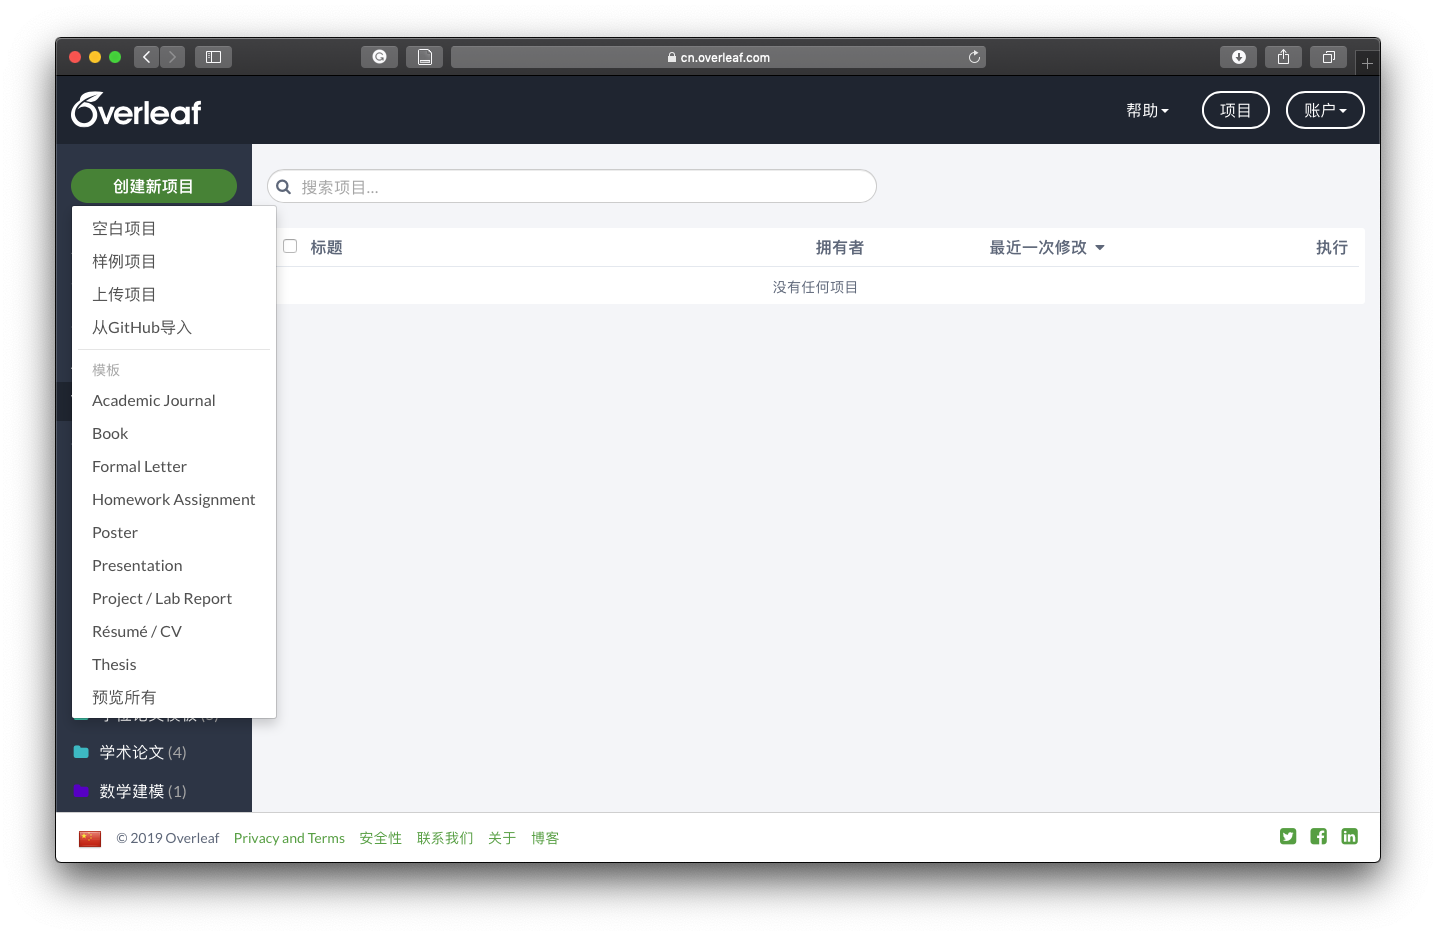 cn.overleaf.com
Overleaf
帮助
项目
账户
创建新项目
搜索项目...
空白项目
样例项目
上传项目
从GitHub导入
模板
Academic Journal
Book
Formal Letter
Homework Assignment
Poster
Presentation
Project / Lab Report
Résumé / CV
Thesis
预览所有
标题 拥有者 最近一次修改 执行
没有任何项目
学术论文 (4)
数学建模 (1)
© 2019 Overleaf Privacy and Terms 安全性 联系我们 关于 博客